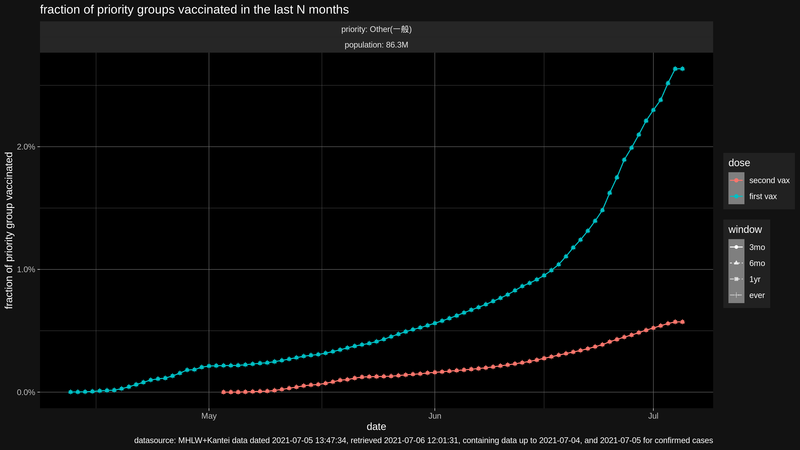 fraction of priority groups vaccinated in the last N months
priority: Other(一般)
population: 86.3M
fraction of priority group vaccinated
2.0%
1.0%
0.0%
May
Jun
Jul
date
dose
second vax
first vax
window
3mo
6mo
1yr
ever
datasource: MHLW+Kantei data dated 2021-07-05 13:47:34, retrieved 2021-07-06 12:01:31, containing data up to 2021-07-04, and 2021-07-05 for confirmed cases